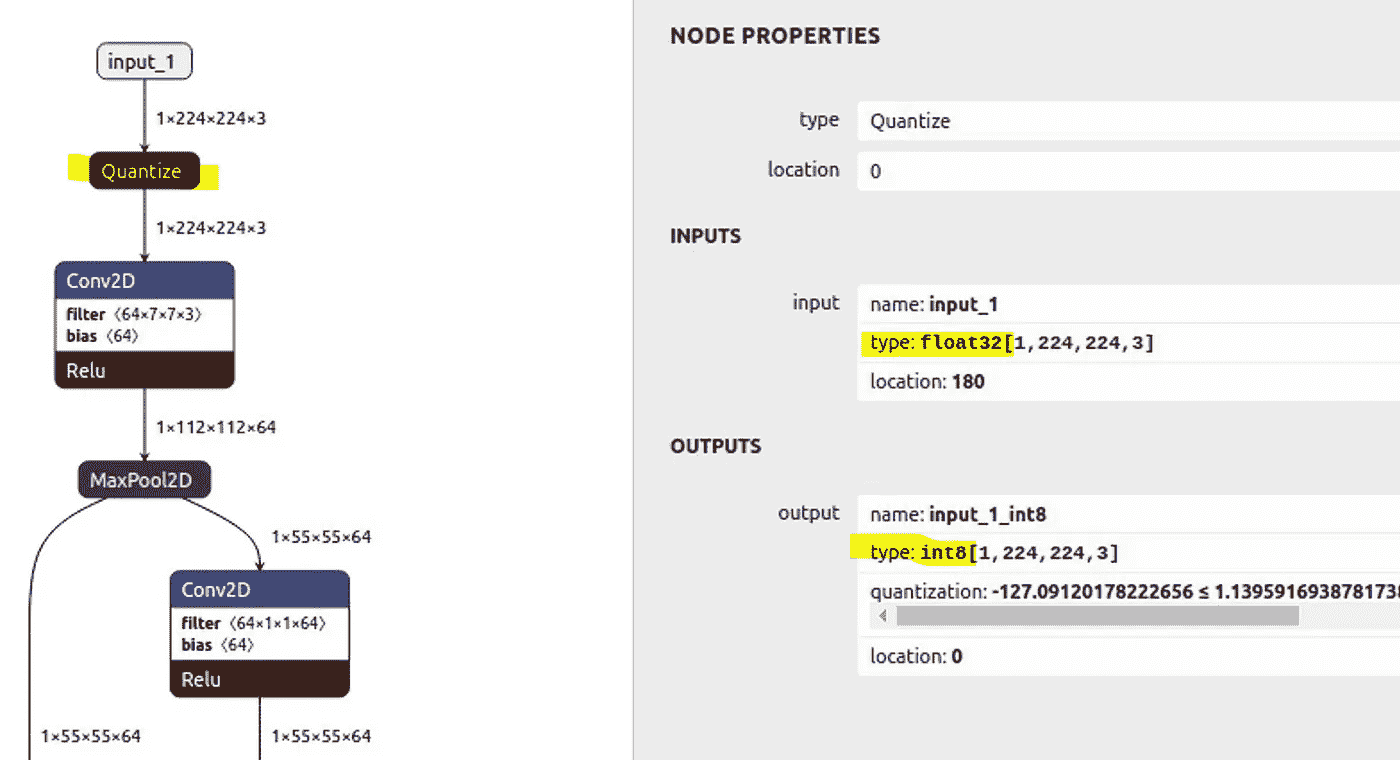 input_1
1×224×224×3
Quantize
1×224×224×3
Conv2D
filter ⟨64×7×7×3⟩
bias ⟨64⟩
Relu
1×112×112×64
MaxPool2D
1×55×55×64
Conv2D
filter ⟨64×1×1×64⟩
bias ⟨64⟩
Relu
1×55×55×64
1×55×55×64
NODE PROPERTIES
type
Quantize
location
0
INPUTS
input
name: input_1
type: float32[1,224,224,3]
location: 180
OUTPUTS
output
name: input_1_int8
type: int8[1,224,224,3]
quantization: -127.09120178222656 ≤ 1.1395916938781738
location: 0